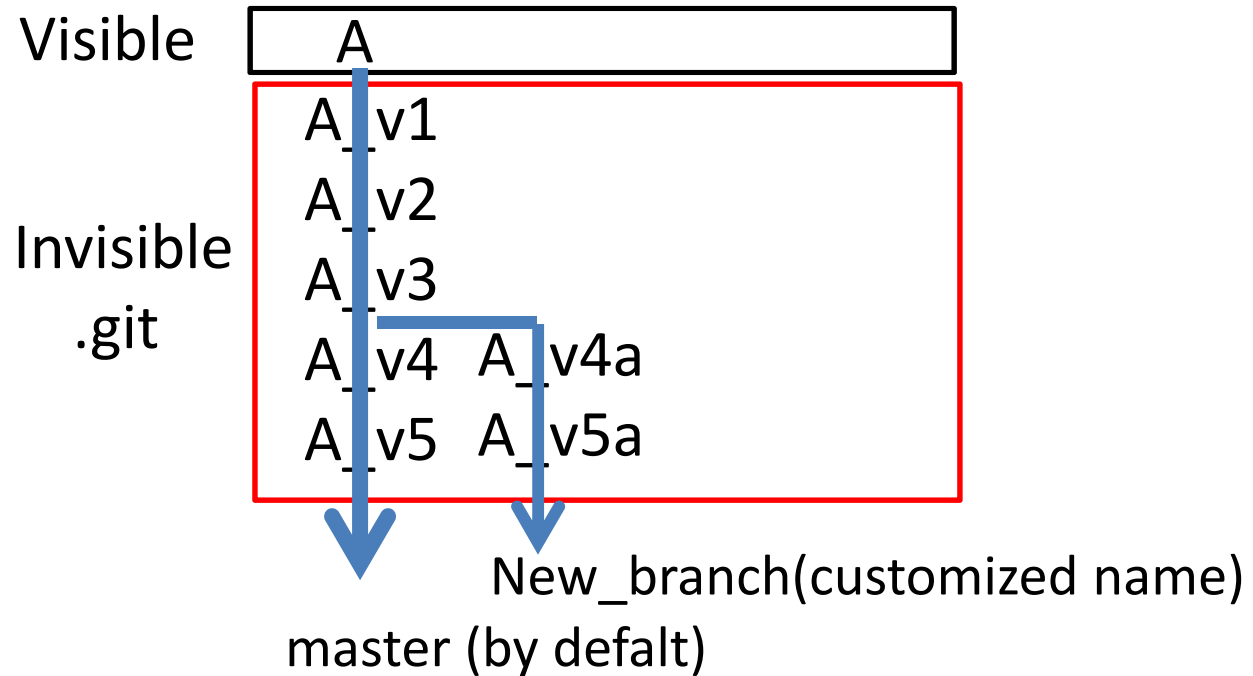 Visible A
A_v1
A_v2
Invisible
A_v3
.git
A_v4 A_v4a
A_v5 A_v5a
New_branch(customized name)
master (by defalt)